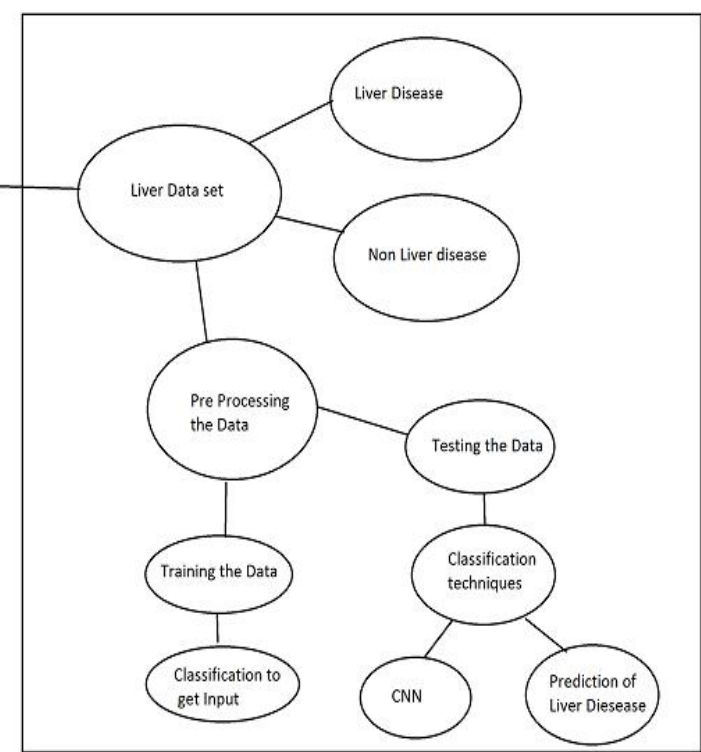 Liver Disease
Liver Data set
Non Liver disease
Pre Processing
the Data
Testing the Data
Training the Data
Classification
techniques
Classification to
get Input
CNN
Prediction of
Liver Diesease